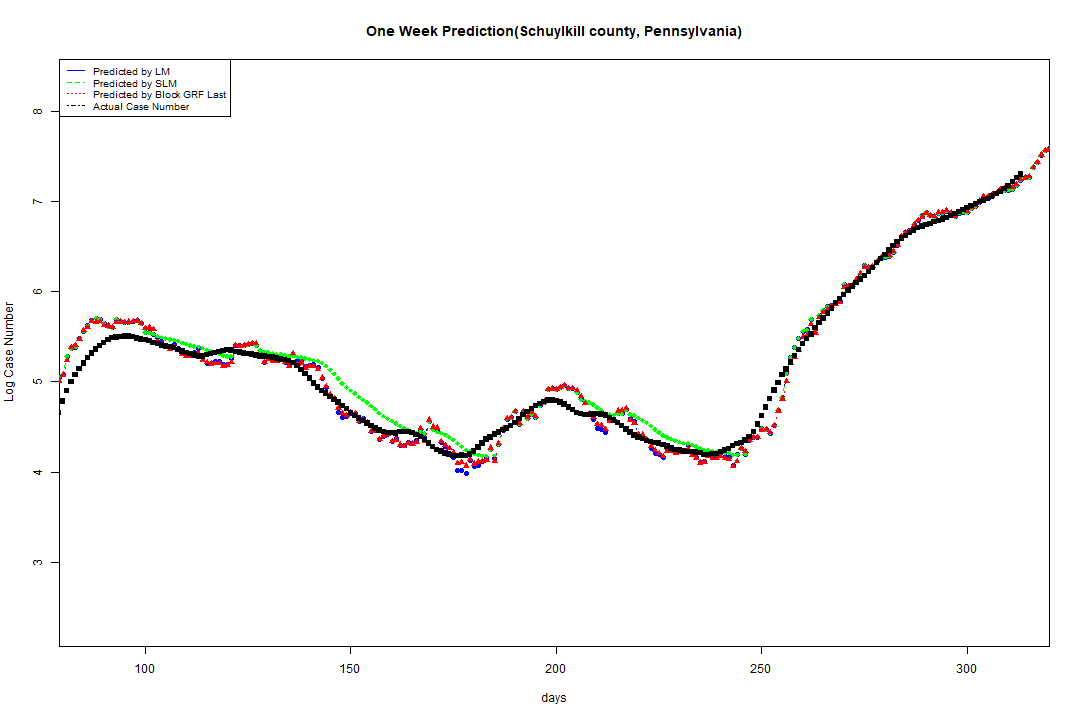 One Week Prediction(Schuylkill county, Pennsylvania)
Predicted by LM
Predicted by SLM
Predicted by Block GRF Last
Actual Case Number
8
7
6
5
4
3
Log Case Number
100 150 200 250 300
days